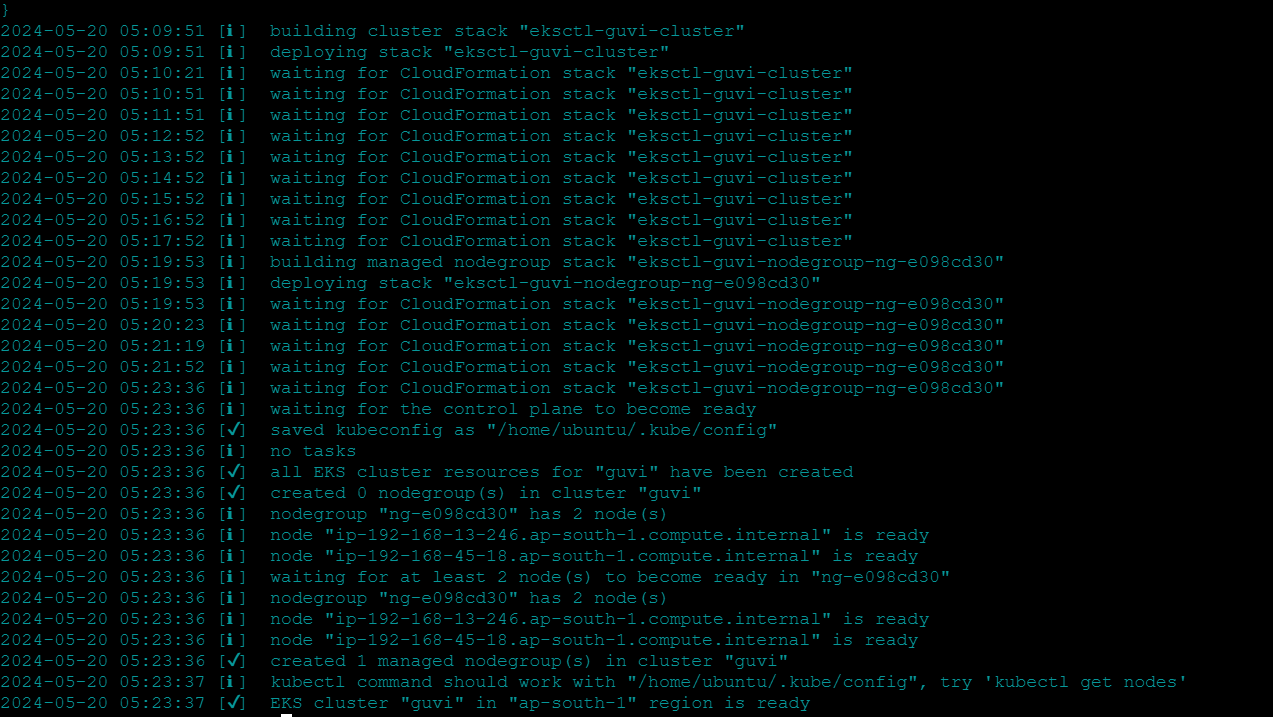 }
2024-05-20 05:09:51 [ℹ]  building cluster stack "eksctl-guvi-cluster"
2024-05-20 05:09:51 [ℹ]  deploying stack "eksctl-guvi-cluster"
2024-05-20 05:10:21 [ℹ]  waiting for CloudFormation stack "eksctl-guvi-cluster"
2024-05-20 05:10:51 [ℹ]  waiting for CloudFormation stack "eksctl-guvi-cluster"
2024-05-20 05:11:51 [ℹ]  waiting for CloudFormation stack "eksctl-guvi-cluster"
2024-05-20 05:12:52 [ℹ]  waiting for CloudFormation stack "eksctl-guvi-cluster"
2024-05-20 05:13:52 [ℹ]  waiting for CloudFormation stack "eksctl-guvi-cluster"
2024-05-20 05:14:52 [ℹ]  waiting for CloudFormation stack "eksctl-guvi-cluster"
2024-05-20 05:15:52 [ℹ]  waiting for CloudFormation stack "eksctl-guvi-cluster"
2024-05-20 05:16:52 [ℹ]  waiting for CloudFormation stack "eksctl-guvi-cluster"
2024-05-20 05:17:52 [ℹ]  waiting for CloudFormation stack "eksctl-guvi-cluster"
2024-05-20 05:19:53 [ℹ]  building managed nodegroup stack "eksctl-guvi-nodegroup-ng-e098cd30"
2024-05-20 05:19:53 [ℹ]  deploying stack "eksctl-guvi-nodegroup-ng-e098cd30"
2024-05-20 05:19:53 [ℹ]  waiting for CloudFormation stack "eksctl-guvi-nodegroup-ng-e098cd30"
2024-05-20 05:20:23 [ℹ]  waiting for CloudFormation stack "eksctl-guvi-nodegroup-ng-e098cd30"
2024-05-20 05:21:19 [ℹ]  waiting for CloudFormation stack "eksctl-guvi-nodegroup-ng-e098cd30"
2024-05-20 05:21:52 [ℹ]  waiting for CloudFormation stack "eksctl-guvi-nodegroup-ng-e098cd30"
2024-05-20 05:23:36 [ℹ]  waiting for CloudFormation stack "eksctl-guvi-nodegroup-ng-e098cd30"
2024-05-20 05:23:36 [ℹ]  waiting for the control plane to become ready
2024-05-20 05:23:36 [✔]  saved kubeconfig as "/home/ubuntu/.kube/config"
2024-05-20 05:23:36 [ℹ]  no tasks
2024-05-20 05:23:36 [✔]  all EKS cluster resources for "guvi" have been created
2024-05-20 05:23:36 [✔]  created 0 nodegroup(s) in cluster "guvi"
2024-05-20 05:23:36 [ℹ]  nodegroup "ng-e098cd30" has 2 node(s)
2024-05-20 05:23:36 [ℹ]  node "ip-192-168-13-246.ap-south-1.compute.internal" is ready
2024-05-20 05:23:36 [ℹ]  node "ip-192-168-45-18.ap-south-1.compute.internal" is ready
2024-05-20 05:23:36 [ℹ]  waiting for at least 2 node(s) to become ready in "ng-e098cd30"
2024-05-20 05:23:36 [ℹ]  nodegroup "ng-e098cd30" has 2 node(s)
2024-05-20 05:23:36 [ℹ]  node "ip-192-168-13-246.ap-south-1.compute.internal" is ready
2024-05-20 05:23:36 [ℹ]  node "ip-192-168-45-18.ap-south-1.compute.internal" is ready
2024-05-20 05:23:36 [✔]  created 1 managed nodegroup(s) in cluster "guvi"
2024-05-20 05:23:37 [ℹ]  kubectl command should work with "/home/ubuntu/.kube/config", try 'kubectl get nodes'
2024-05-20 05:23:37 [✔]  EKS cluster "guvi" in "ap-south-1" region is ready